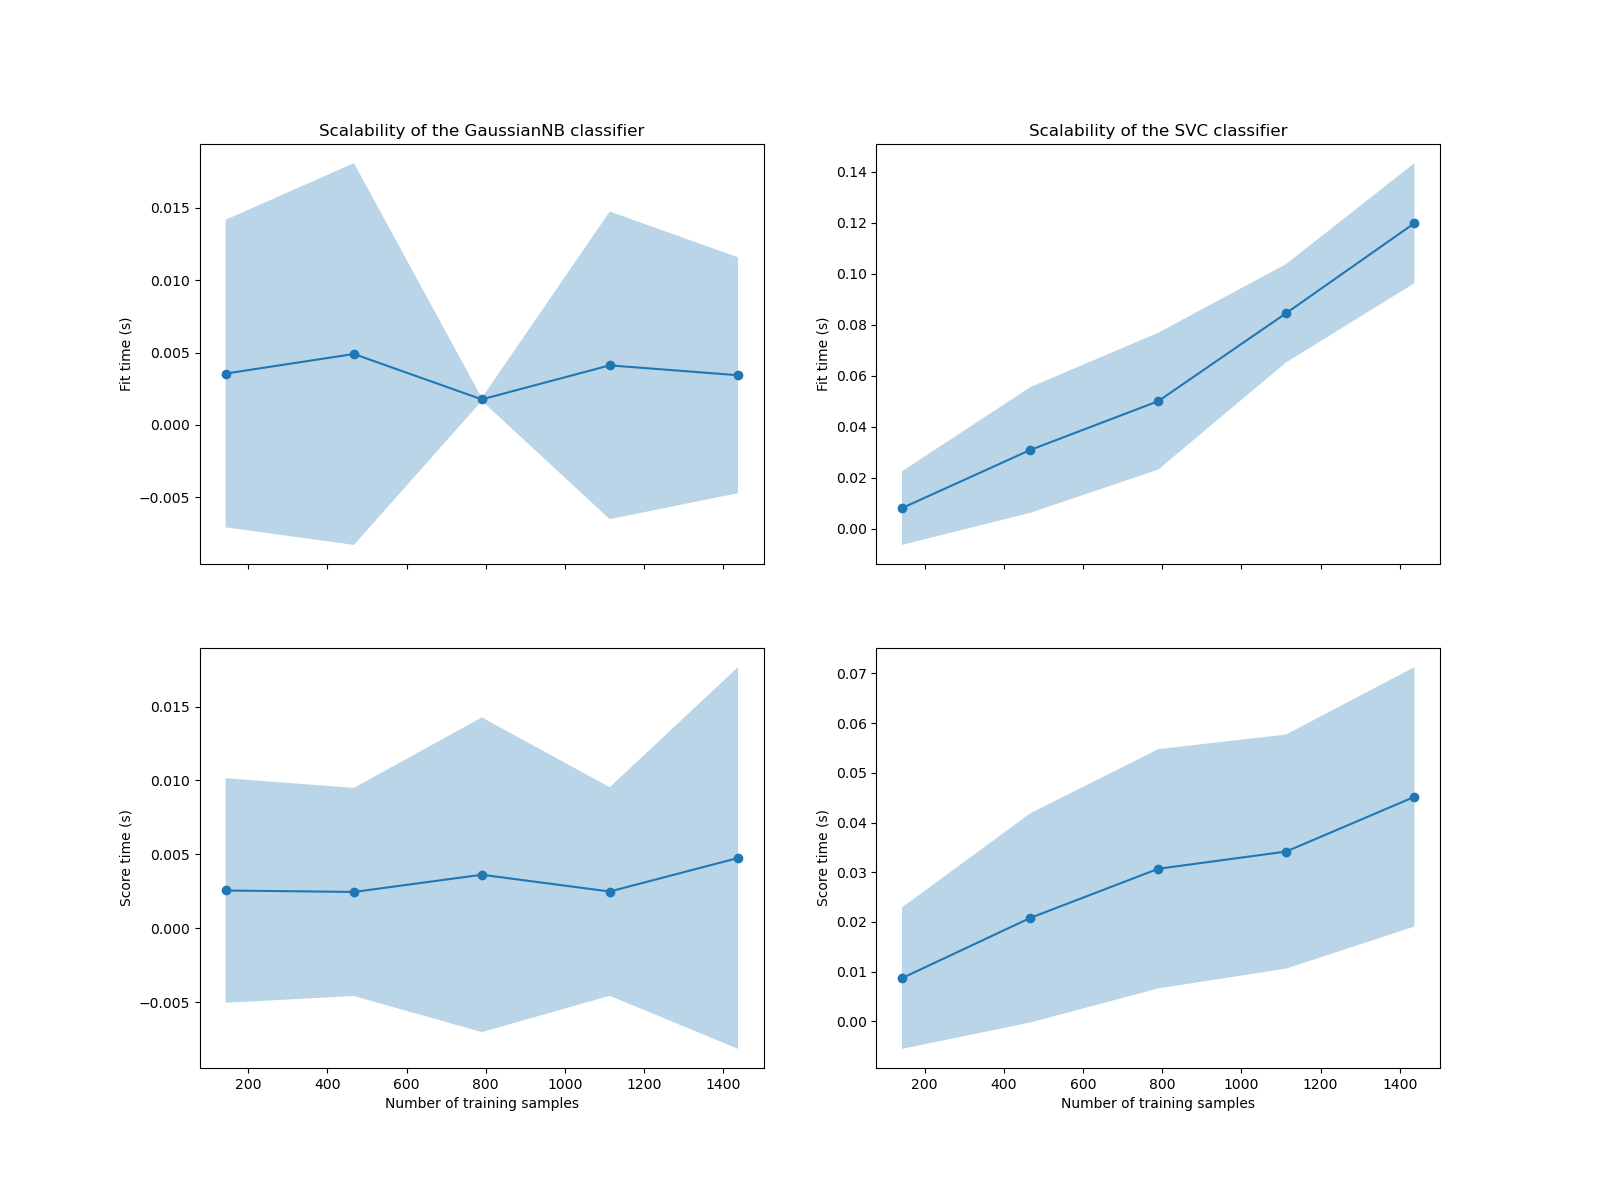 Scalability of the GaussianNB classifier
Fit time (s)
0.015
0.010
0.005
0.000
−0.005
Scalability of the SVC classifier
Fit time (s)
0.14
0.12
0.10
0.08
0.06
0.04
0.02
0.00
Score time (s)
0.015
0.010
0.005
0.000
−0.005
200 400 600 800 1000 1200 1400
Number of training samples
Score time (s)
0.07
0.06
0.05
0.04
0.03
0.02
0.01
0.00
200 400 600 800 1000 1200 1400
Number of training samples